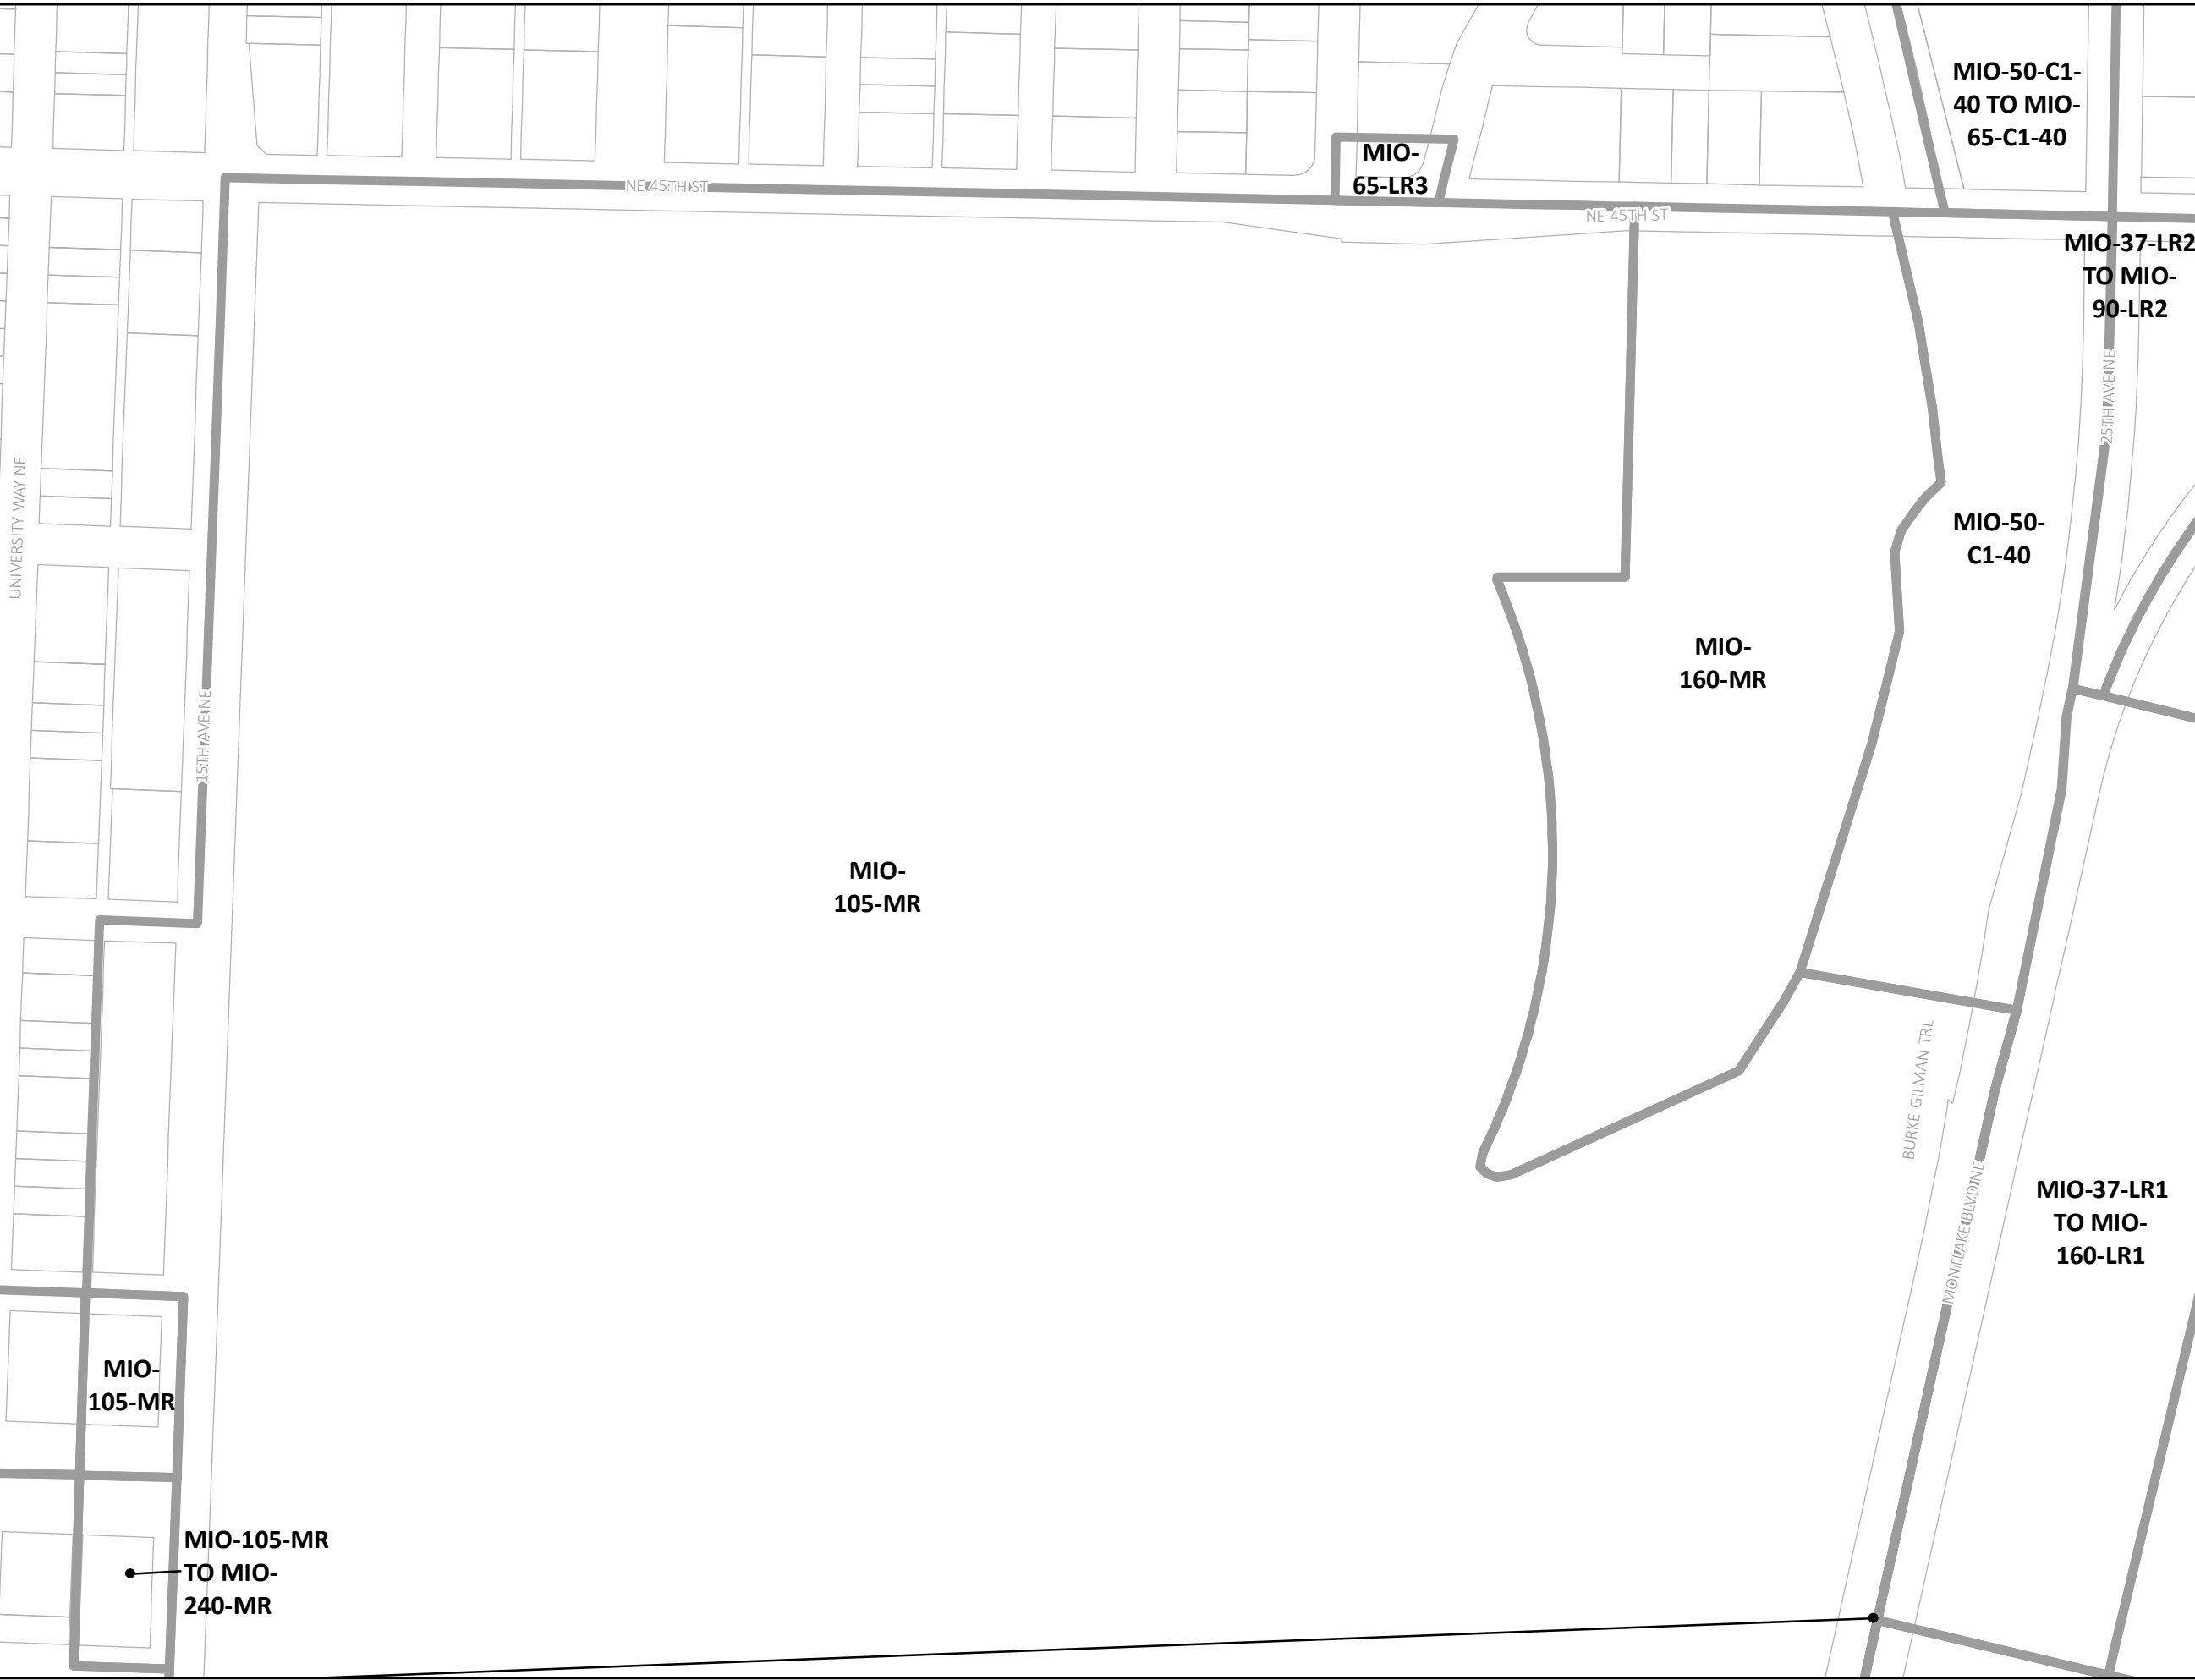 MIO-50-C1-
40 TO MIO-
65-C1-40
MIO-
65-LR3
NE 45TH ST
NE 45TH ST
MIO-37-LR2
TO MIO-
90-LR2
25TH AVE NE
UNIVERSITY WAY NE
MIO-50-
C1-40
MIO-
160-MR
15TH AVE NE
MIO-
105-MR
BURKE GILMAN TRL
MONTLAKE BLVD NE
MIO-37-LR1
TO MIO-
160-LR1
MIO-
105-MR
MIO-105-MR
TO MIO-
240-MR